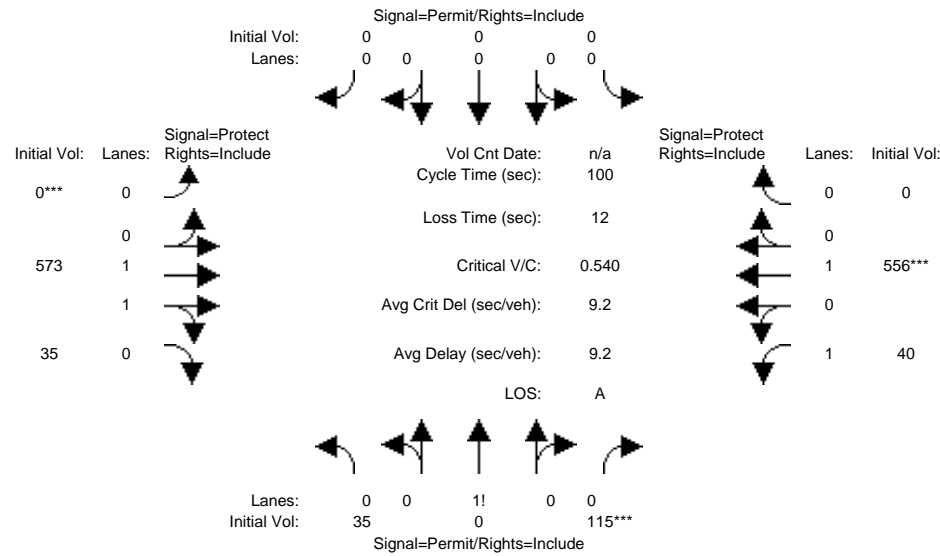 Signal=Permit/Rights=Include
Initial Vol: 0 0 0
Lanes: 0 0 0 0 0
Signal=Protect Signal=Protect
Initial Vol: Lanes: Rights=Include Vol Cnt Date: n/a Rights=Include Lanes: Initial Vol:
Cycle Time (sec): 100
0*** 0 0 0
Loss Time (sec): 12
0 0
573 1 Critical V/C: 0.540 1 556***
1 Avg Crit Del (sec/veh): 9.2 0
35 0 Avg Delay (sec/veh): 9.2 1 40
LOS: A
Lanes: 0 0 1! 0 0
Initial Vol: 35 0 115***
Signal=Permit/Rights=Include